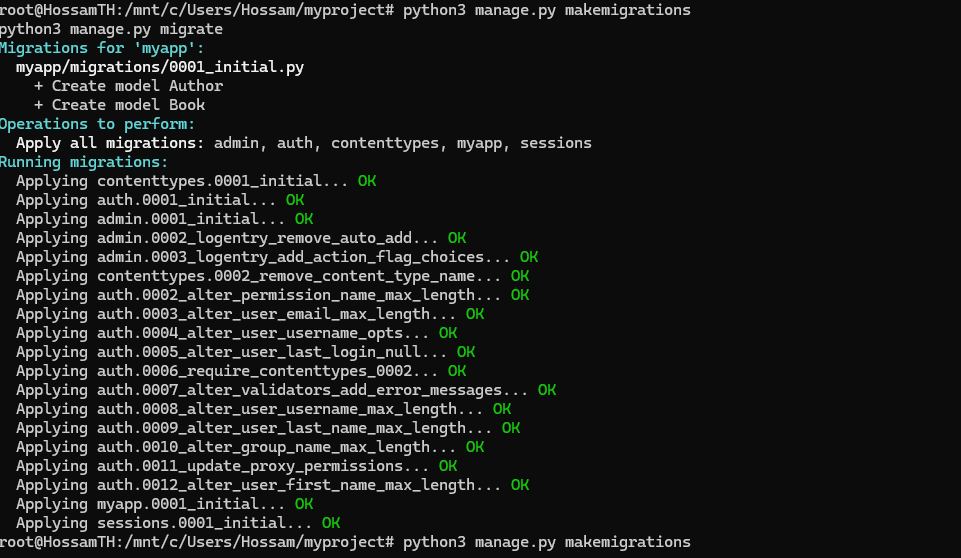 root@HossamTH:/mnt/c/Users/Hossam/myproject# python3 manage.py makemigrations
python3 manage.py migrate
Migrations for 'myapp':
  myapp/migrations/0001_initial.py
    + Create model Author
    + Create model Book
Operations to perform:
  Apply all migrations: admin, auth, contenttypes, myapp, sessions
Running migrations:
  Applying contenttypes.0001_initial... OK
  Applying auth.0001_initial... OK
  Applying admin.0001_initial... OK
  Applying admin.0002_logentry_remove_auto_add... OK
  Applying admin.0003_logentry_add_action_flag_choices... OK
  Applying contenttypes.0002_remove_content_type_name... OK
  Applying auth.0002_alter_permission_name_max_length... OK
  Applying auth.0003_alter_user_email_max_length... OK
  Applying auth.0004_alter_user_username_opts... OK
  Applying auth.0005_alter_user_last_login_null... OK
  Applying auth.0006_require_contenttypes_0002... OK
  Applying auth.0007_alter_validators_add_error_messages... OK
  Applying auth.0008_alter_user_username_max_length... OK
  Applying auth.0009_alter_user_last_name_max_length... OK
  Applying auth.0010_alter_group_name_max_length... OK
  Applying auth.0011_update_proxy_permissions... OK
  Applying auth.0012_alter_user_first_name_max_length... OK
  Applying myapp.0001_initial... OK
  Applying sessions.0001_initial... OK
root@HossamTH:/mnt/c/Users/Hossam/myproject# python3 manage.py makemigrations